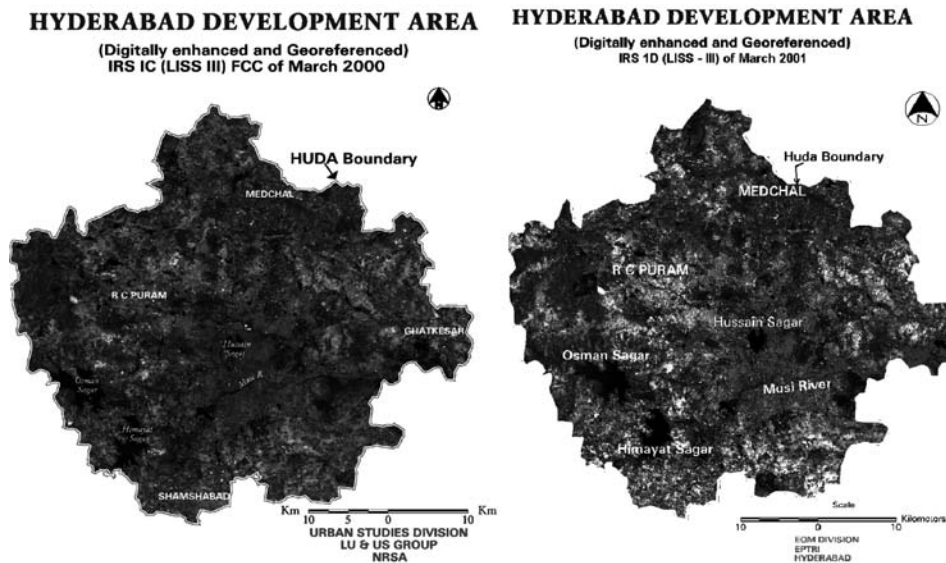 HYDERABAD DEVELOPMENT AREA
(Digitally enhanced and Georeferenced)
IRS IC (LISS III) FCC of March 2000
HUDA Boundary
MEDCHAL
R C PURAM
GHATKESAR
Husain
Sagar
Musi R
Osman
Sagar
Himayat
Sagar
SHAMSHABAD
Km
Km
10 5 0 10
URBAN STUDIES DIVISION
LU & US GROUP
NRSA
HYDERABAD DEVELOPMENT AREA
(Digitally enhanced and Georeferenced)
IRS 1D (LISS - III) of March 2001
N
Huda Boundary
MEDCHAL
R C PURAM
Hussain Sagar
Osman Sagar
Musi River
Himayat Sagar
Scale
10 0 10 Kilometers
EQM DIVISION
EPTRI
HYDERABAD